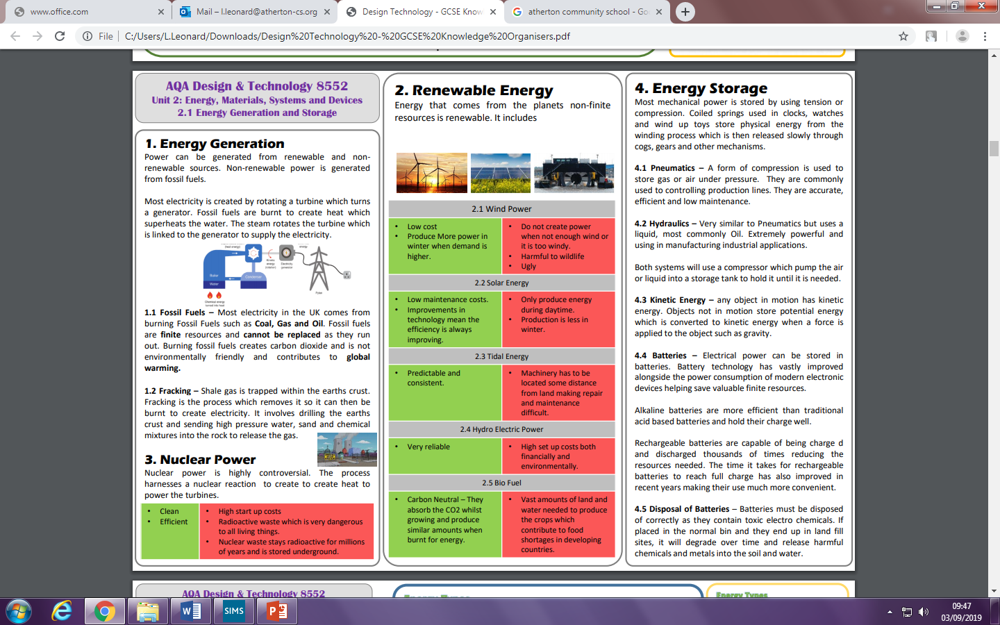 www.office.com
Mail – l.leonard@atherton-cs.org
Design Technology - GCSE Know
atherton community school - Go
File
C:/Users/L.Leonard/Downloads/Design%20Technology%20-%20GCSE%20Knowledge%20Organisers.pdf
AQA Design & Technology 8552
Unit 2: Energy, Materials, Systems and Devices
2.1 Energy Generation and Storage
1. Energy Generation
Power can be generated from renewable and non-
renewable sources. Non-renewable power is generated
from fossil fuels.
Most electricity is created by rotating a turbine which turns
a generator. Fossil fuels are burnt to create heat which
superheats the water. The steam rotates the turbine which
is linked to the generator to supply the electricity.
(heat energy)
energy
Kinetic
energy
(rotation)
Electricity
generator
Boiler
Water
Condenser
Pylon
Chemical energy
turned into heat
1.1 Fossil Fuels – Most electricity in the UK comes from
burning Fossil Fuels such as Coal, Gas and Oil. Fossil fuels
are finite resources and cannot be replaced as they run
out. Burning fossil fuels creates carbon dioxide and is not
environmentally friendly and contributes to global
warming.
1.2 Fracking – Shale gas is trapped within the earths crust.
Fracking is the process which removes it so it can then be
burnt to create electricity. It involves drilling the earths
crust and sending high pressure water, sand and chemical
mixtures into the rock to release the gas.
3. Nuclear Power
Nuclear power is highly controversial. The process
harnesses a nuclear reaction to create to create heat to
power the turbines.
• Clean
• Efficient
• High start up costs
• Radioactive waste which is very dangerous
to all living things.
• Nuclear waste stays radioactive for millions
of years and is stored underground.
2. Renewable Energy
Energy that comes from the planets non-finite
resources is renewable. It includes
2.1 Wind Power
• Low cost
• Produce More power in
winter when demand is
higher.
• Do not create power
when not enough wind or
it is too windy.
• Harmful to wildlife
• Ugly
2.2 Solar Energy
• Low maintenance costs.
• Improvements in
technology mean the
efficiency is always
improving.
• Only produce energy
during daytime.
• Production is less in
winter.
2.3 Tidal Energy
• Predictable and
consistent.
• Machinery has to be
located some distance
from land making repair
and maintenance
difficult.
2.4 Hydro Electric Power
• Very reliable
• High set up costs both
financially and
environmentally.
2.5 Bio Fuel
• Carbon Neutral – They
absorb the CO2 whilst
growing and produce
similar amounts when
burnt for energy.
• Vast amounts of land and
water needed to produce
the crops which
contribute to food
shortages in developing
countries.
4. Energy Storage
Most mechanical power is stored by using tension or
compression. Coiled springs used in clocks, watches
and wind up toys store physical energy from the
winding process which is then released slowly through
cogs, gears and other mechanisms.
4.1 Pneumatics – A form of compression is used to
store gas or air under pressure. They are commonly
used to controlling production lines. They are accurate,
efficient and low maintenance.
4.2 Hydraulics – Very similar to Pneumatics but uses a
liquid, most commonly Oil. Extremely powerful and
using in manufacturing industrial applications.
Both systems will use a compressor which pump the air
or liquid into a storage tank to hold it until it is needed.
4.3 Kinetic Energy – any object in motion has kinetic
energy. Objects not in motion store potential energy
which is converted to kinetic energy when a force is
applied to the object such as gravity.
4.4 Batteries – Electrical power can be stored in
batteries. Battery technology has vastly improved
alongside the power consumption of modern electronic
devices helping save valuable finite resources.
Alkaline batteries are more efficient than traditional
acid based batteries and hold their charge well.
Rechargeable batteries are capable of being charge d
and discharged thousands of times reducing the
resources needed. The time it takes for rechargeable
batteries to reach full charge has also improved in
recent years making their use much more convenient.
4.5 Disposal of Batteries – Batteries must be disposed
of correctly as they contain toxic electro chemicals. If
placed in the normal bin and they end up in land fill
sites, it will degrade over time and release harmful
chemicals and metals into the soil and water.
AQA Design & Technology 8552
Energy Types
Energy Types
SIMS
09:47
03/09/2019